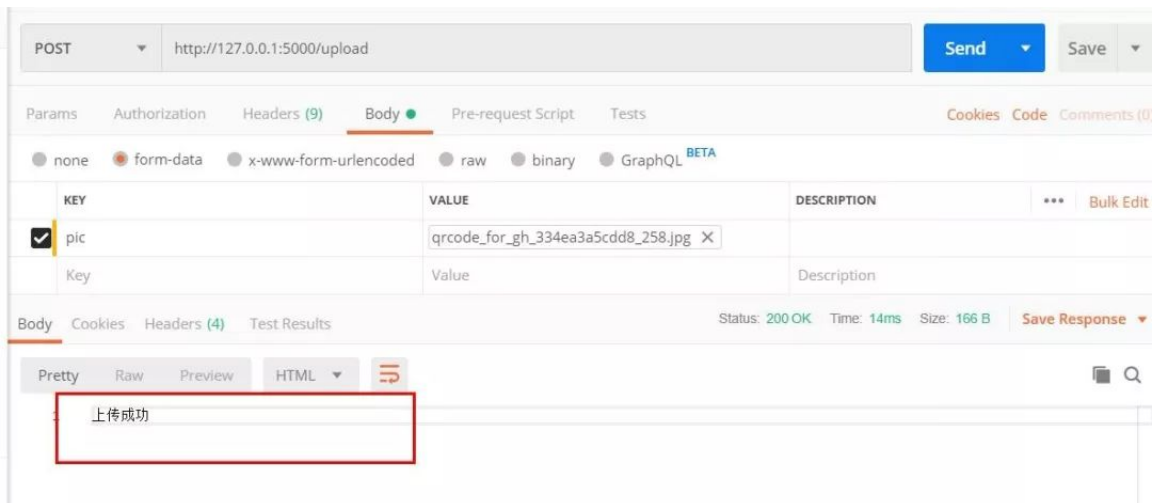 POST http://127.0.0.1:5000/upload Send Save
Params Authorization Headers (9) Body Pre-request Script Tests Cookies Code Comments (0)
none form-data x-www-form-urlencoded raw binary GraphQL BETA
KEY VALUE DESCRIPTION ••• Bulk Edit
pic qrcode_for_gh_334ea3a5cdd8_258.jpg
Key Value Description
Body Cookies Headers (4) Test Results Status: 200 OK Time: 14ms Size: 166 B Save Response
Pretty Raw Preview HTML
1 上传成功